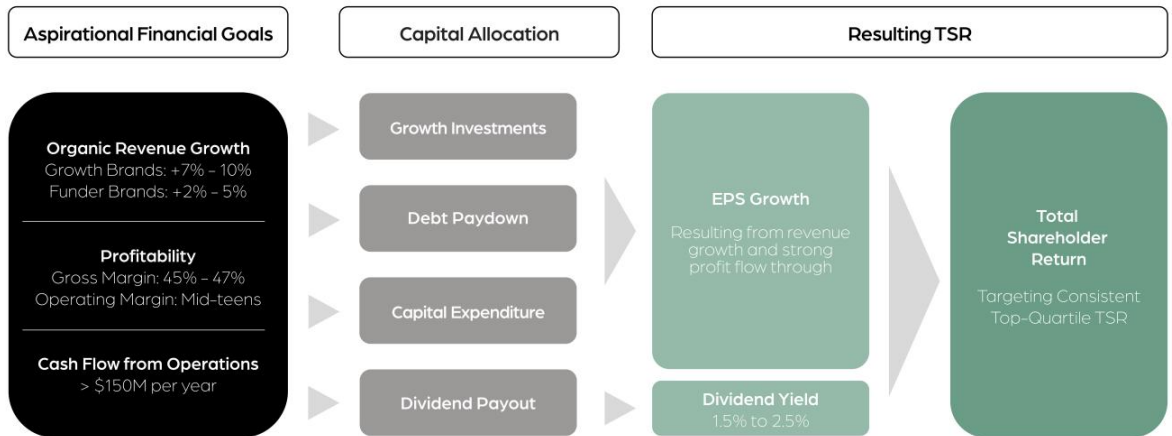 Aspirational Financial Goals
Capital Allocation
Resulting TSR
Organic Revenue Growth
Growth Brands: +7% - 10%
Funder Brands: +2% - 5%
Profitability
Gross Margin: 45% - 47%
Operating Margin: Mid-teens
Cash Flow from Operations
> $150M per year
Growth Investments
Debt Paydown
Capital Expenditure
Dividend Payout
EPS Growth
Resulting from revenue
growth and strong
profit flow through
Dividend Yield
1.5% to 2.5%
Total
Shareholder
Return
Targeting Consistent
Top-Quartile TSR